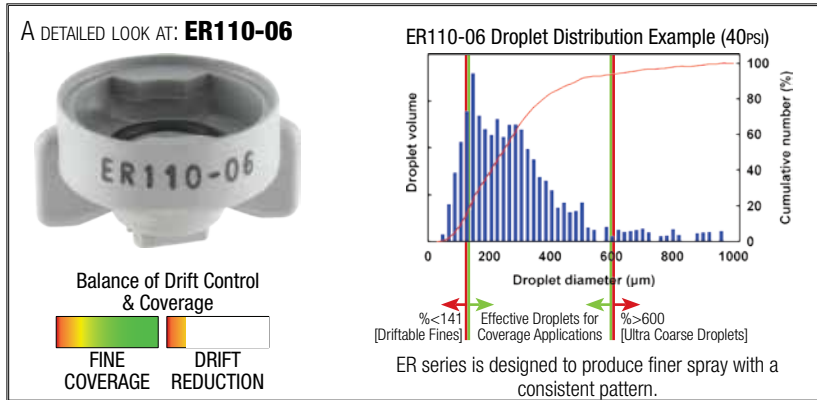 A DETAILED LOOK AT: ER110-06
ER110-06
Balance of Drift Control
& Coverage
FINE
COVERAGE
DRIFT
REDUCTION
ER110-06 Droplet Distribution Example (40PSI)
Droplet volume
100
80
60
40
20
0
Cumulative number (%)
0 200 400 600 800 1000
Droplet diameter (µm)
%<141
[Driftable Fines]
Effective Droplets for
Coverage Applications
%>600
[Ultra Coarse Droplets]
ER series is designed to produce finer spray with a
consistent pattern.